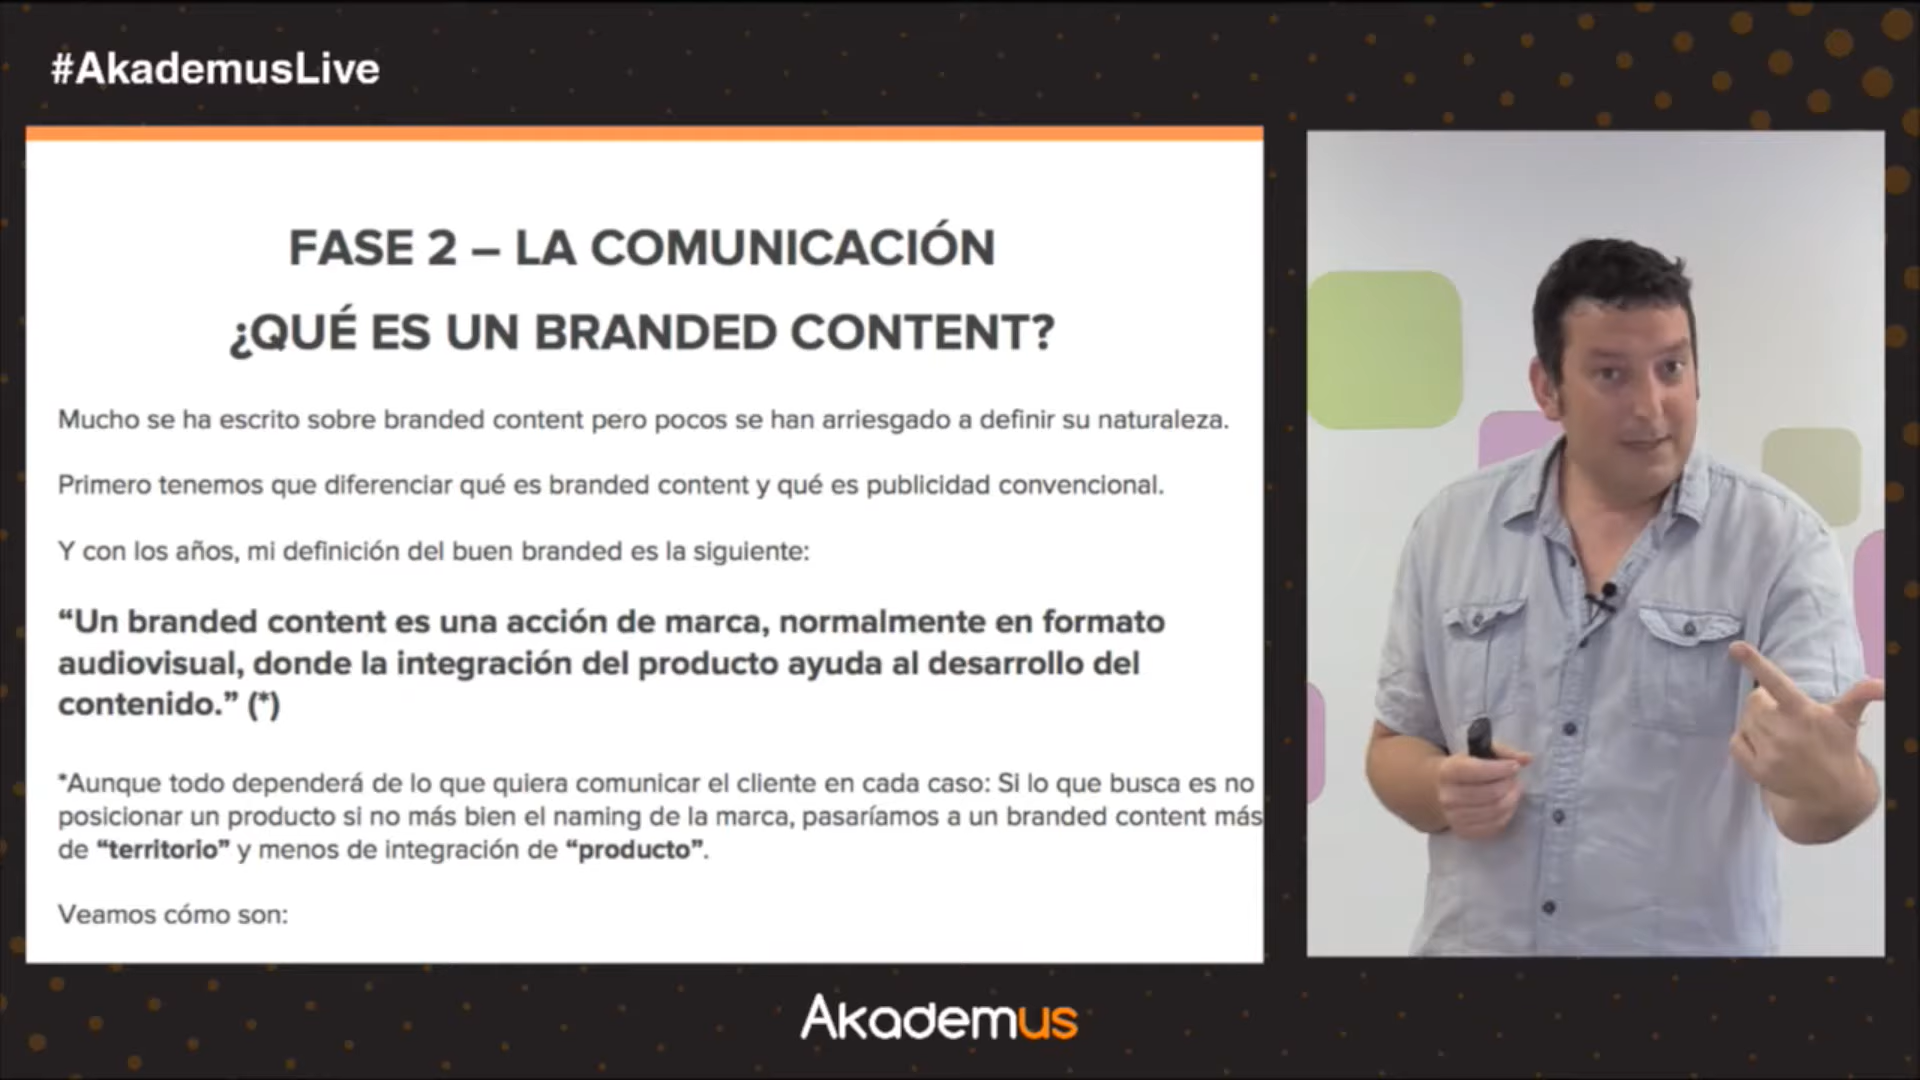 #AkademusLive
FASE 2 – LA COMUNICACIÓN
¿QUÉ ES UN BRANDED CONTENT?
Mucho se ha escrito sobre branded content pero pocos se han arriesgado a definir su naturaleza.
Primero tenemos que diferenciar qué es branded content y qué es publicidad convencional.
Y con los años, mi definición del buen branded es la siguiente:
“Un branded content es una acción de marca, normalmente en formato
audiovisual, donde la integración del producto ayuda al desarrollo del
contenido.” (*)
*Aunque todo dependerá de lo que quiera comunicar el cliente en cada caso: Si lo que busca es no
posicionar un producto si no más bien el naming de la marca, pasaríamos a un branded content más
de “territorio” y menos de integración de “producto”.
Veamos cómo son:
Akademus